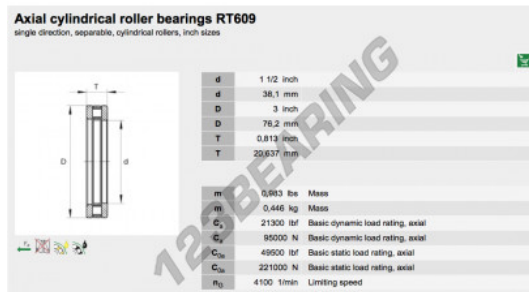 Axial cylindrical roller bearings RT609
single direction, separable, cylindrical rollers, inch sizes
T
D
d
d 1 1/2 inch
d 38,1 mm
D 3 inch
D 76,2 mm
T 0,813 inch
T 20,637 mm
m 0,983 lbs Mass
m 0,446 kg Mass
Ca 21300 lbf Basic dynamic load rating, axial
Ca 95000 N Basic dynamic load rating, axial
C0a 49500 lbf Basic static load rating, axial
C0a 221000 N Basic static load rating, axial
nG 4100 1/min Limiting speed
123BEARING